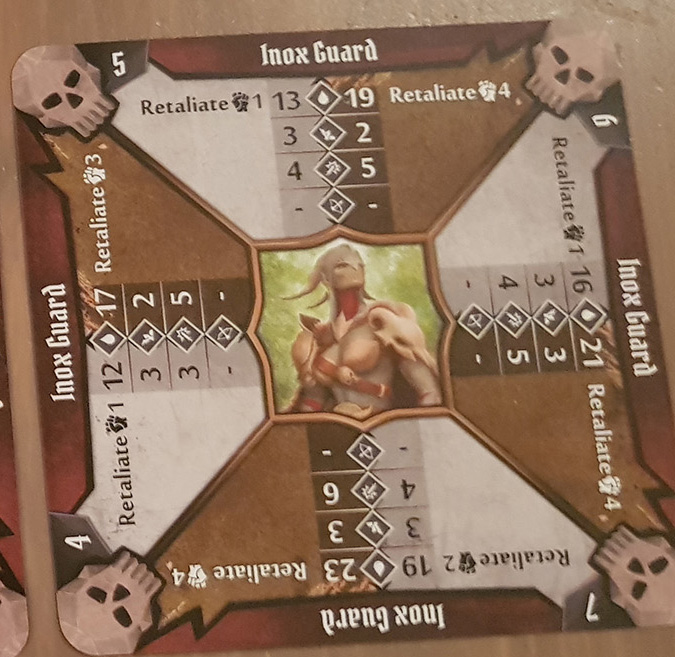 5
Inox Guard
Retaliate 1 13 19 Retaliate 4
3 2
4 5
- -
6
Inox Guard
Retaliate 1 16 21 Retaliate 4
3 3
4 5
- -
7
Inox Guard
Retaliate 2 19 23 Retaliate 4
3 3
4 6
- -
4
Inox Guard
Retaliate 1 12 17 Retaliate 3
3 2
3 5
- -